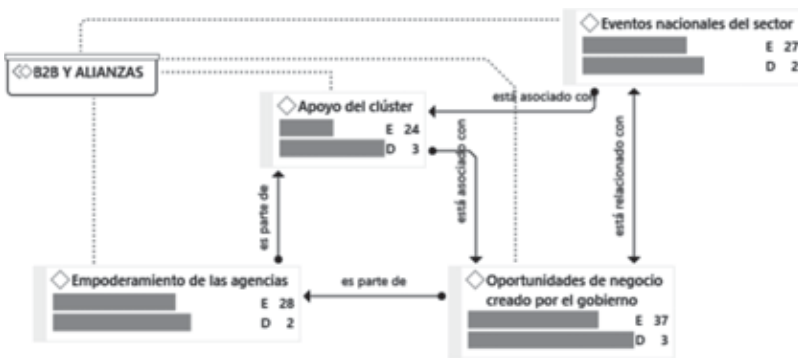 Eventos nacionales del sector
E 27
D 2
B2B Y ALIANZAS
está asociado con
Apoyo del clúster
E 24
D 3
está asociado con
está relacionado con
es parte de
Empoderamiento de las agencias
E 28
D 2
es parte de
Oportunidades de negocio
creado por el gobierno
E 37
D 3